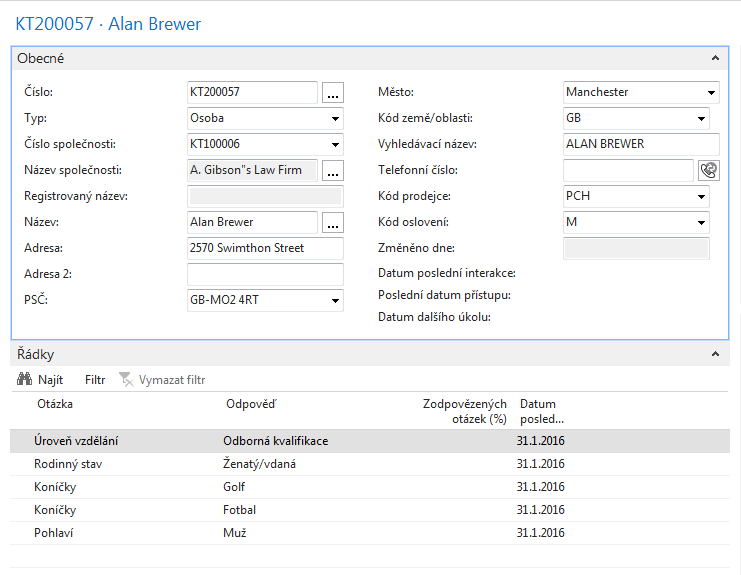 KT200057 · Alan Brewer
Obecné
Číslo: KT200057 ...
Typ: Osoba
Číslo společnosti: KT100006
Název společnosti: A. Gibson"s Law Firm ...
Registrovaný název:
Název: Alan Brewer ...
Adresa: 2570 Swimthon Street
Adresa 2:
PSČ: GB-MO2 4RT
Město: Manchester
Kód země/oblasti: GB
Vyhledávací název: ALAN BREWER
Telefonní číslo:
Kód prodejce: PCH
Kód oslovení: M
Změněno dne:
Datum poslední interakce:
Poslední datum přístupu:
Datum dalšího úkolu:
Řádky
Najít Filtr Vymazat filtr
Otázka Odpověď Zodpovězených Datum
otázek (%) posled...
Úroveň vzdělání Odborná kvalifikace 31.1.2016
Rodinný stav Ženatý/vdaná 31.1.2016
Koníčky Golf 31.1.2016
Koníčky Fotbal 31.1.2016
Pohlaví Muž 31.1.2016